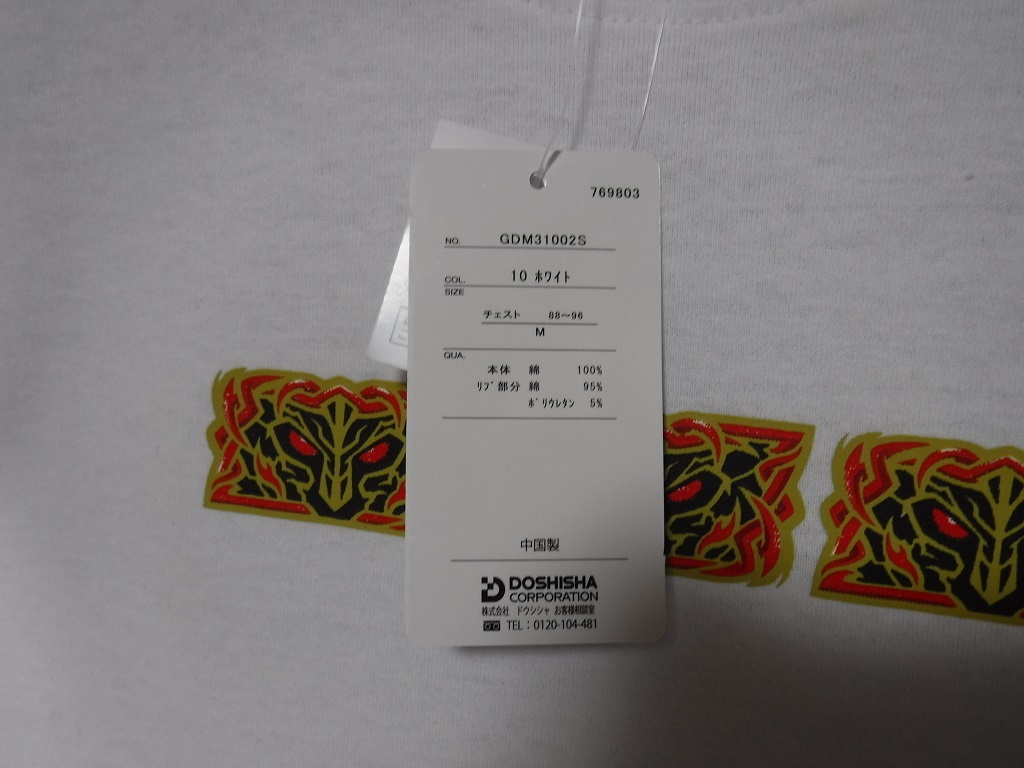 769803
NO. GDM31002S
COL. 10 ホワイト
SIZE
チェスト 88〜96
M
QUA.
本体 綿 100%
ﾘﾌﾞ部分 綿 95%
ﾎﾟﾘｳﾚﾀﾝ 5%
中国製
DOSHISHA
CORPORATION
株式会社 ドウシシャ お客様相談室
TEL：0120-104-481